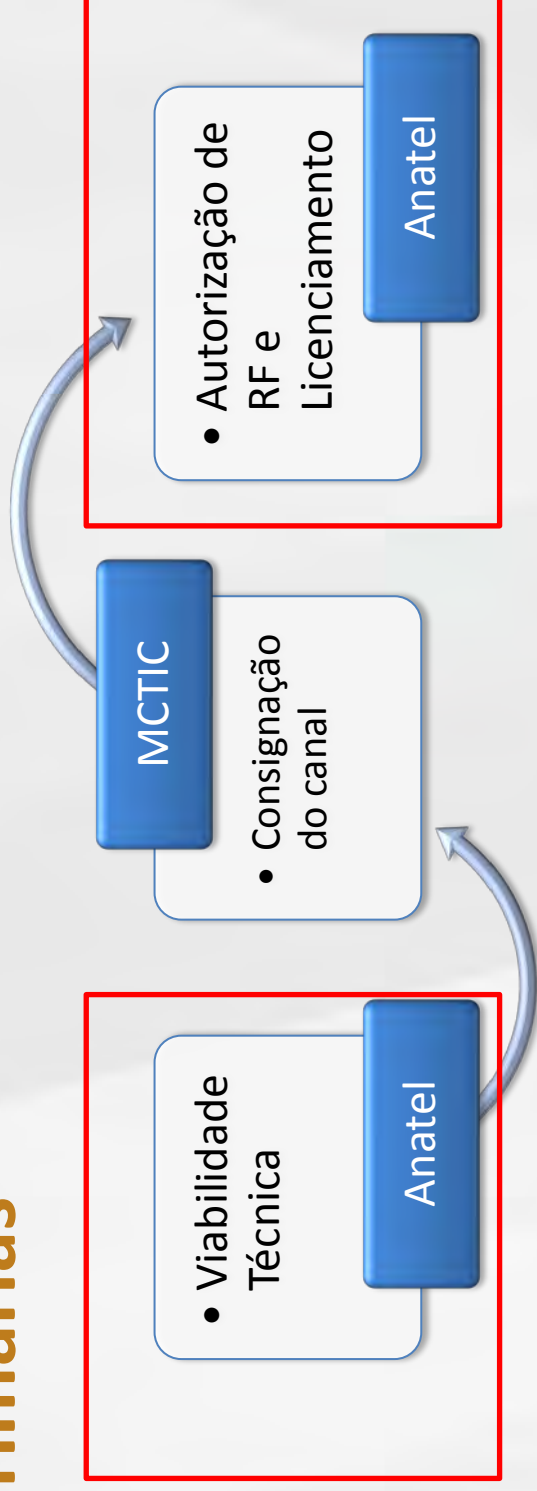 • Viabilidade
Técnica
Anatel
MCTIC
• Consignação
do canal
• Autorização de
RF e
Licenciamento
Anatel